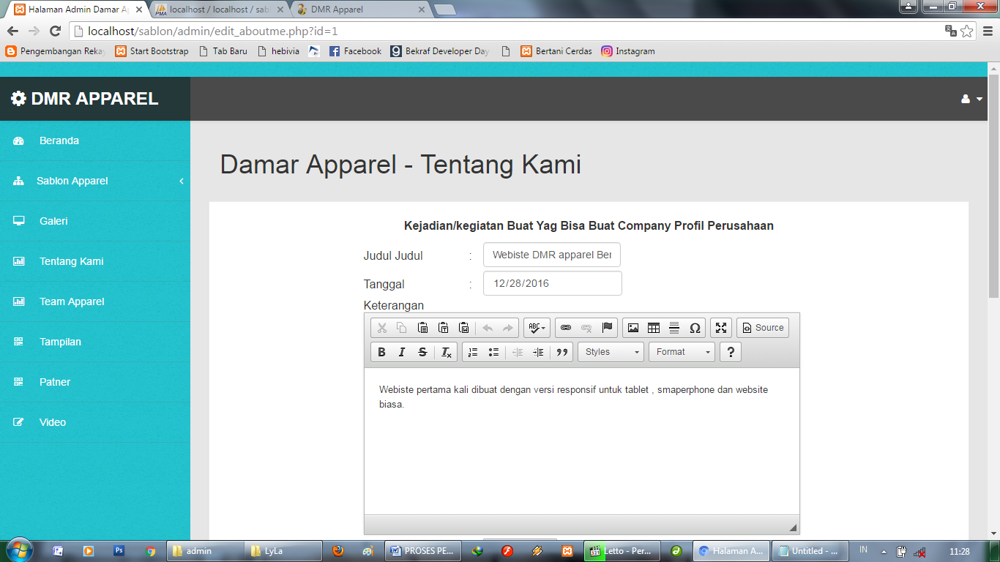 Halaman Admin Damar Ap
localhost / localhost / sab
DMR Apparel
localhost/sablon/admin/edit_aboutme.php?id=1
Pengembangan Rekay
Start Bootstrap
Tab Baru
hebivia
Facebook
Bekraf Developer Day
Bertani Cerdas
Instagram
DMR APPAREL
Beranda
Sablon Apparel
Galeri
Tentang Kami
Team Apparel
Tampilan
Patner
Video
Damar Apparel - Tentang Kami
Kejadian/kegiatan Buat Yag Bisa Buat Company Profil Perusahaan
Judul Judul : Webiste DMR apparel Ber
Tanggal : 12/28/2016
Keterangan
ABC
Source
B I S Tx
Styles
Format
?
Webiste pertama kali dibuat dengan versi responsif untuk tablet , smaperphone dan website
biasa.
admin
LyLa
PROSES PE...
Letto - Per...
Halaman A...
Untitled - ...
IN
11:28